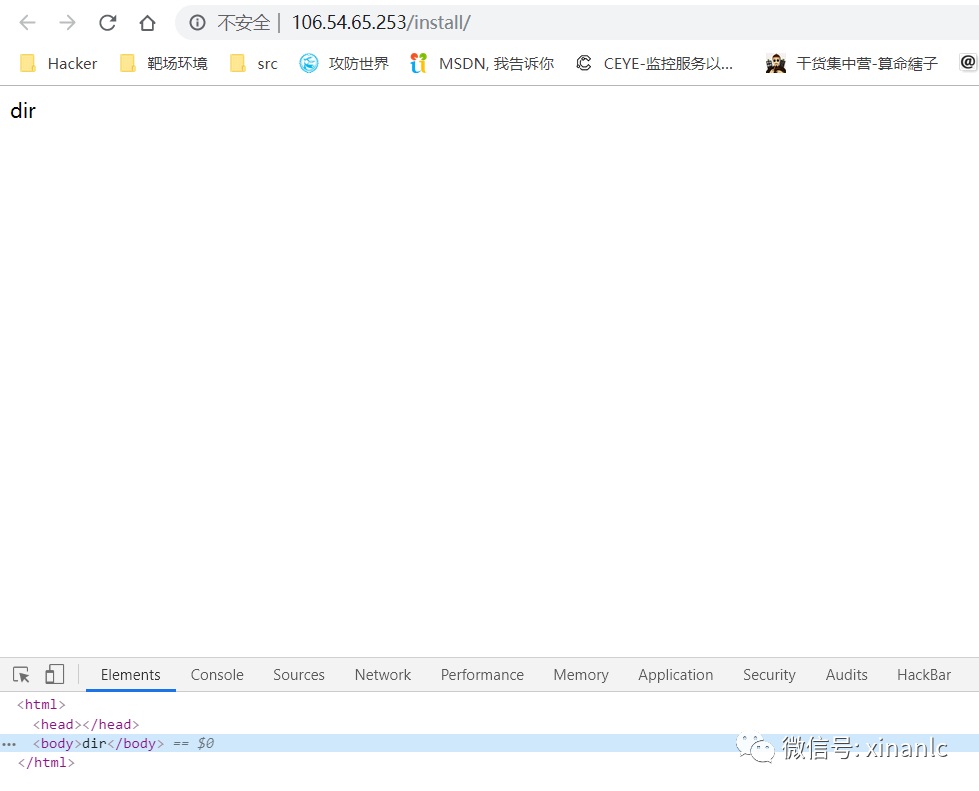 不安全 | 106.54.65.253/install/
Hacker 靶场环境 src 攻防世界 MSDN, 我告诉你 CEYE-监控服务以... 干货集中营-算命縖子 @
dir
Elements Console Sources Network Performance Memory Application Security Audits HackBar
<html>
<head></head>
••• <body>dir</body> == $0
</html>
微信号: xinanlc